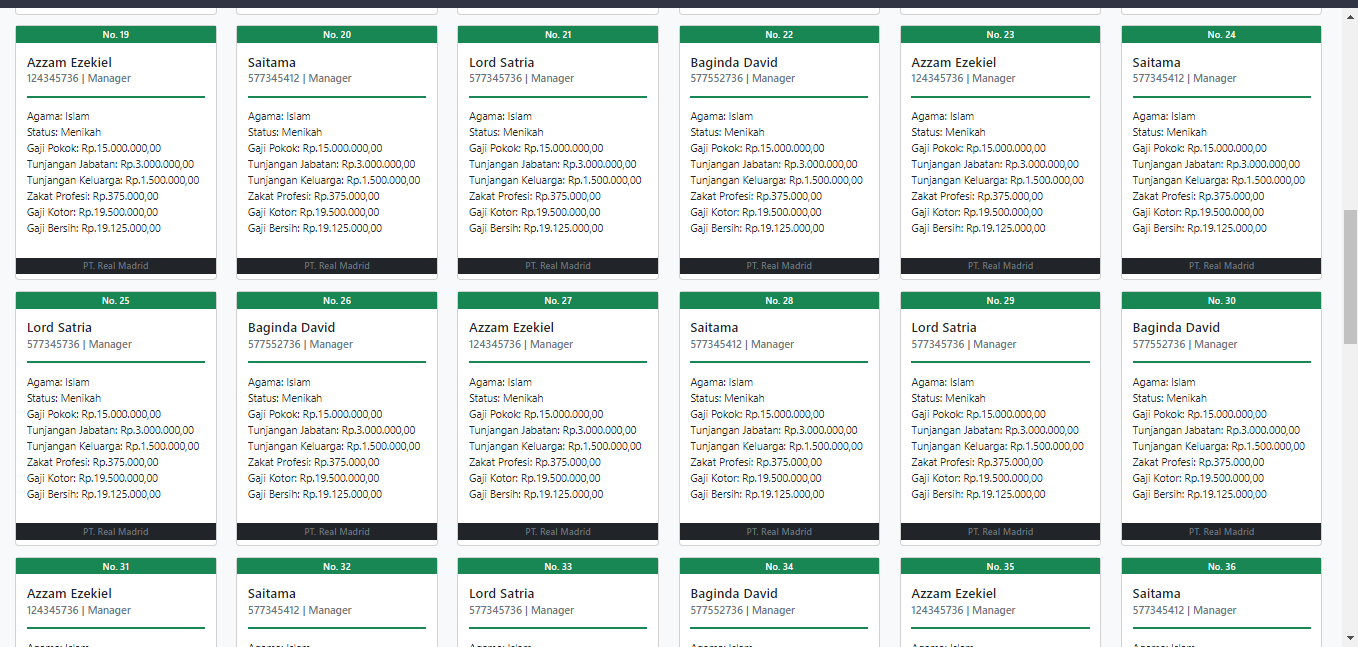 No. 19
Azzam Ezekiel
124345736 | Manager
Agama: Islam
Status: Menikah
Gaji Pokok: Rp.15.000.000,00
Tunjangan Jabatan: Rp.3.000.000,00
Tunjangan Keluarga: Rp.1.500.000,00
Zakat Profesi: Rp.375.000,00
Gaji Kotor: Rp.19.500.000,00
Gaji Bersih: Rp.19.125.000,00
PT. Real Madrid
No. 20
Saitama
577345412 | Manager
Agama: Islam
Status: Menikah
Gaji Pokok: Rp.15.000.000,00
Tunjangan Jabatan: Rp.3.000.000,00
Tunjangan Keluarga: Rp.1.500.000,00
Zakat Profesi: Rp.375.000,00
Gaji Kotor: Rp.19.500.000,00
Gaji Bersih: Rp.19.125.000,00
PT. Real Madrid
No. 21
Lord Satria
577345736 | Manager
Agama: Islam
Status: Menikah
Gaji Pokok: Rp.15.000.000,00
Tunjangan Jabatan: Rp.3.000.000,00
Tunjangan Keluarga: Rp.1.500.000,00
Zakat Profesi: Rp.375.000,00
Gaji Kotor: Rp.19.500.000,00
Gaji Bersih: Rp.19.125.000,00
PT. Real Madrid
No. 22
Baginda David
577552736 | Manager
Agama: Islam
Status: Menikah
Gaji Pokok: Rp.15.000.000,00
Tunjangan Jabatan: Rp.3.000.000,00
Tunjangan Keluarga: Rp.1.500.000,00
Zakat Profesi: Rp.375.000,00
Gaji Kotor: Rp.19.500.000,00
Gaji Bersih: Rp.19.125.000,00
PT. Real Madrid
No. 23
Azzam Ezekiel
124345736 | Manager
Agama: Islam
Status: Menikah
Gaji Pokok: Rp.15.000.000,00
Tunjangan Jabatan: Rp.3.000.000,00
Tunjangan Keluarga: Rp.1.500.000,00
Zakat Profesi: Rp.375.000,00
Gaji Kotor: Rp.19.500.000,00
Gaji Bersih: Rp.19.125.000,00
PT. Real Madrid
No. 24
Saitama
577345412 | Manager
Agama: Islam
Status: Menikah
Gaji Pokok: Rp.15.000.000,00
Tunjangan Jabatan: Rp.3.000.000,00
Tunjangan Keluarga: Rp.1.500.000,00
Zakat Profesi: Rp.375.000,00
Gaji Kotor: Rp.19.500.000,00
Gaji Bersih: Rp.19.125.000,00
PT. Real Madrid
No. 25
Lord Satria
577345736 | Manager
Agama: Islam
Status: Menikah
Gaji Pokok: Rp.15.000.000,00
Tunjangan Jabatan: Rp.3.000.000,00
Tunjangan Keluarga: Rp.1.500.000,00
Zakat Profesi: Rp.375.000,00
Gaji Kotor: Rp.19.500.000,00
Gaji Bersih: Rp.19.125.000,00
PT. Real Madrid
No. 26
Baginda David
577552736 | Manager
Agama: Islam
Status: Menikah
Gaji Pokok: Rp.15.000.000,00
Tunjangan Jabatan: Rp.3.000.000,00
Tunjangan Keluarga: Rp.1.500.000,00
Zakat Profesi: Rp.375.000,00
Gaji Kotor: Rp.19.500.000,00
Gaji Bersih: Rp.19.125.000,00
PT. Real Madrid
No. 27
Azzam Ezekiel
124345736 | Manager
Agama: Islam
Status: Menikah
Gaji Pokok: Rp.15.000.000,00
Tunjangan Jabatan: Rp.3.000.000,00
Tunjangan Keluarga: Rp.1.500.000,00
Zakat Profesi: Rp.375.000,00
Gaji Kotor: Rp.19.500.000,00
Gaji Bersih: Rp.19.125.000,00
PT. Real Madrid
No. 28
Saitama
577345412 | Manager
Agama: Islam
Status: Menikah
Gaji Pokok: Rp.15.000.000,00
Tunjangan Jabatan: Rp.3.000.000,00
Tunjangan Keluarga: Rp.1.500.000,00
Zakat Profesi: Rp.375.000,00
Gaji Kotor: Rp.19.500.000,00
Gaji Bersih: Rp.19.125.000,00
PT. Real Madrid
No. 29
Lord Satria
577345736 | Manager
Agama: Islam
Status: Menikah
Gaji Pokok: Rp.15.000.000,00
Tunjangan Jabatan: Rp.3.000.000,00
Tunjangan Keluarga: Rp.1.500.000,00
Zakat Profesi: Rp.375.000,00
Gaji Kotor: Rp.19.500.000,00
Gaji Bersih: Rp.19.125.000,00
PT. Real Madrid
No. 30
Baginda David
577552736 | Manager
Agama: Islam
Status: Menikah
Gaji Pokok: Rp.15.000.000,00
Tunjangan Jabatan: Rp.3.000.000,00
Tunjangan Keluarga: Rp.1.500.000,00
Zakat Profesi: Rp.375.000,00
Gaji Kotor: Rp.19.500.000,00
Gaji Bersih: Rp.19.125.000,00
PT. Real Madrid
No. 31
Azzam Ezekiel
124345736 | Manager
No. 32
Saitama
577345412 | Manager
No. 33
Lord Satria
577345736 | Manager
No. 34
Baginda David
577552736 | Manager
No. 35
Azzam Ezekiel
124345736 | Manager
No. 36
Saitama
577345412 | Manager